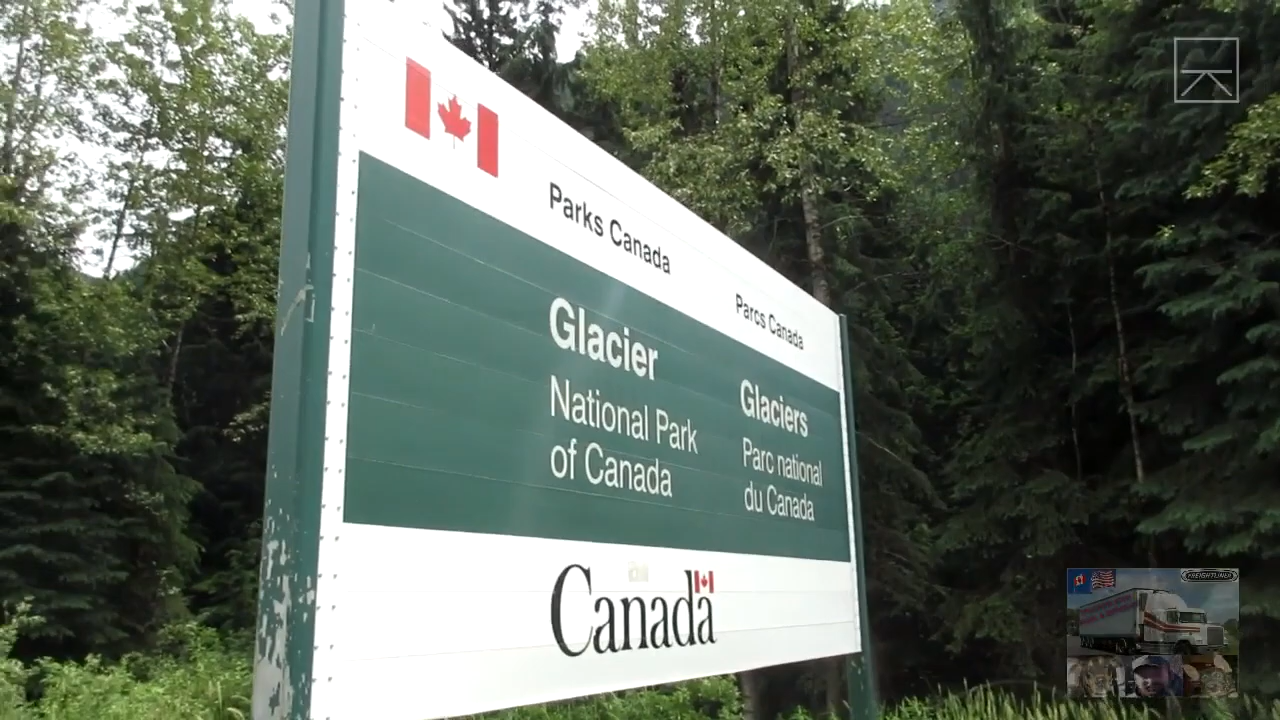 Parks Canada
Parcs Canada
Glacier
National Park
of Canada
Glaciers
Parc national
du Canada
Canada
FREIGHTLINER